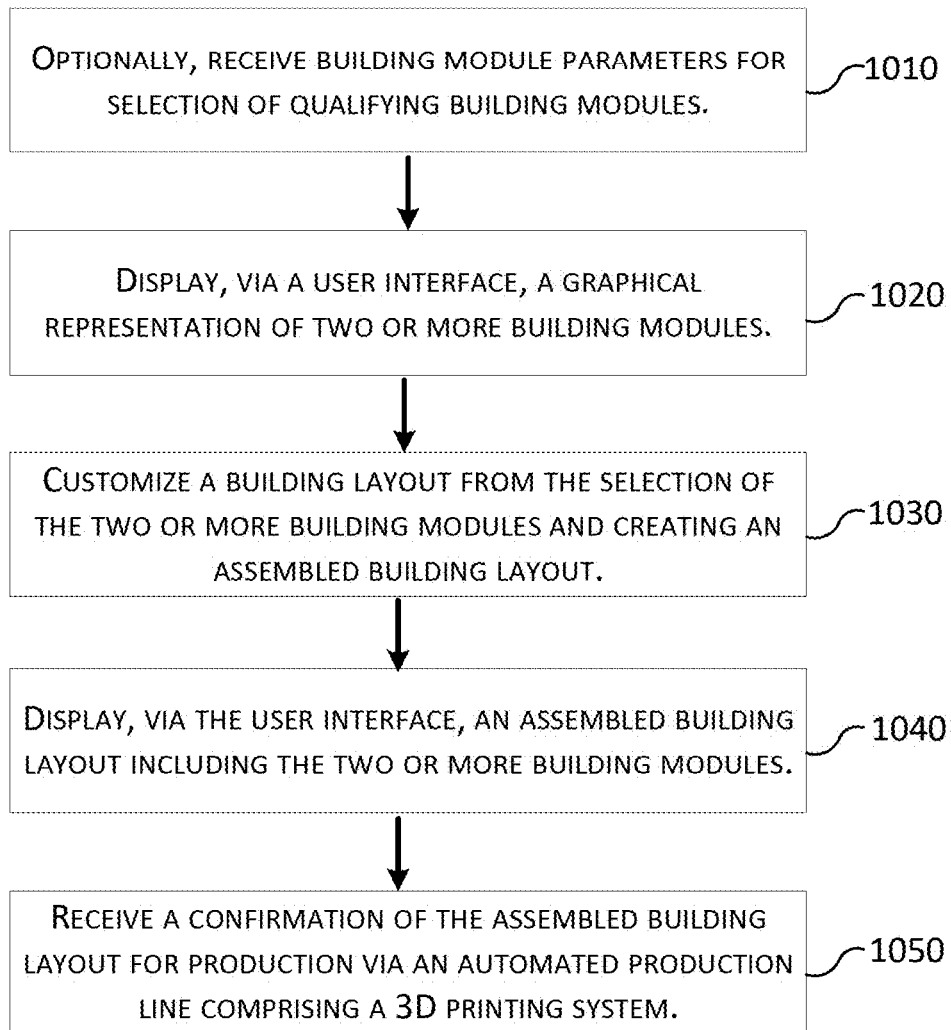 OPTIONALLY, RECEIVE BUILDING MODULE PARAMETERS FOR
SELECTION OF QUALIFYING BUILDING MODULES.
1010
DISPLAY, VIA A USER INTERFACE, A GRAPHICAL
REPRESENTATION OF TWO OR MORE BUILDING MODULES.
1020
CUSTOMIZE A BUILDING LAYOUT FROM THE SELECTION OF
THE TWO OR MORE BUILDING MODULES AND CREATING AN
ASSEMBLED BUILDING LAYOUT.
1030
DISPLAY, VIA THE USER INTERFACE, AN ASSEMBLED BUILDING
LAYOUT INCLUDING THE TWO OR MORE BUILDING MODULES.
1040
RECEIVE A CONFIRMATION OF THE ASSEMBLED BUILDING
LAYOUT FOR PRODUCTION VIA AN AUTOMATED PRODUCTION
LINE COMPRISING A 3D PRINTING SYSTEM.
1050